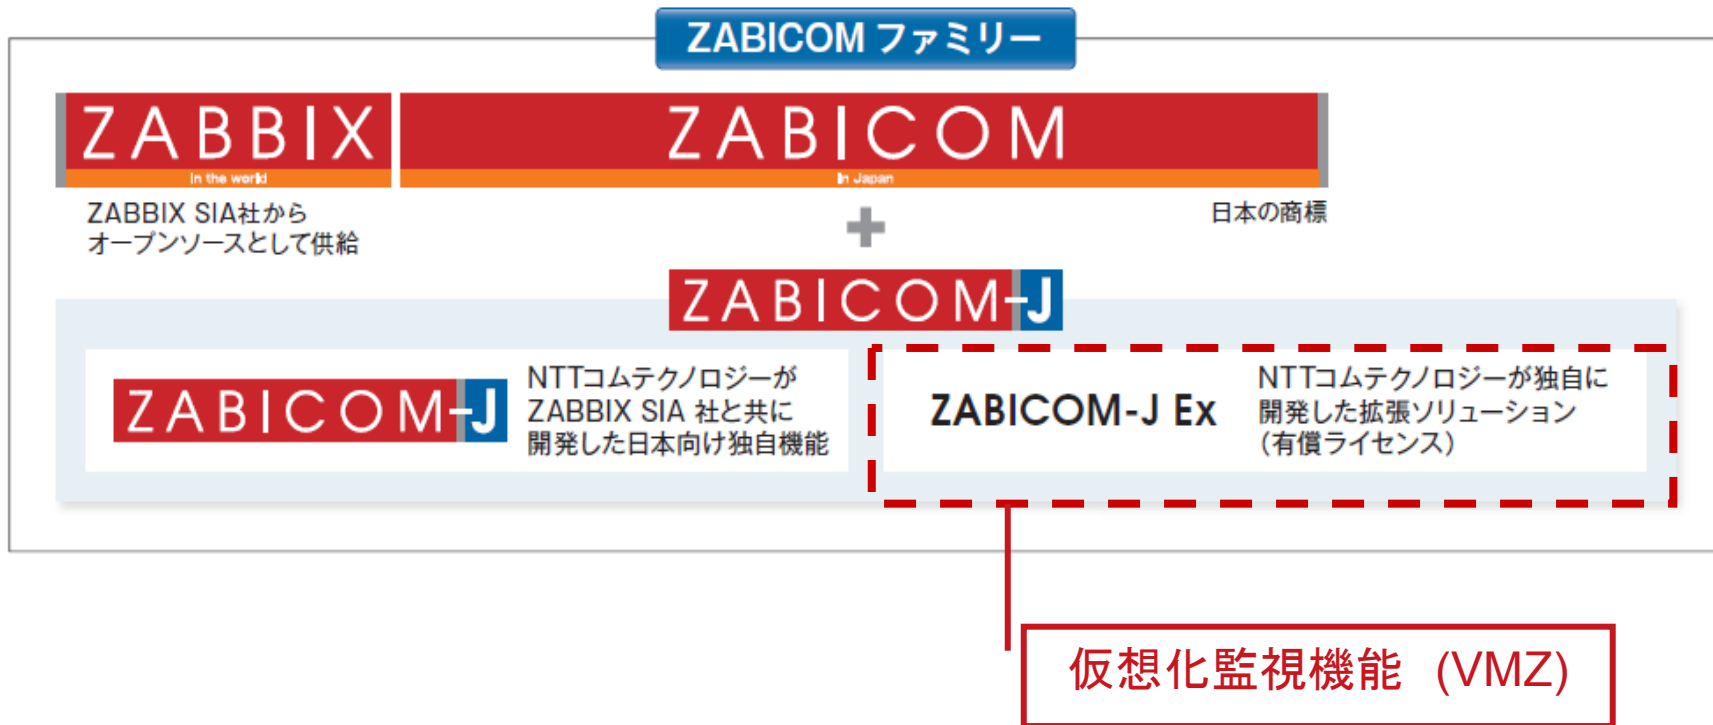 ZABICOM ファミリー
ZABBIX
In the world
ZABICOM
In Japan
ZABBIX SIA社から
オープンソースとして供給
日本の商標
+
ZABICOM-J
ZABICOM-J
NTTコムテクノロジーが
ZABBIX SIA 社と共に
開発した日本向け独自機能
ZABICOM-J Ex
NTTコムテクノロジーが独自に
開発した拡張ソリューション
(有償ライセンス)
仮想化監視機能 (VMZ)